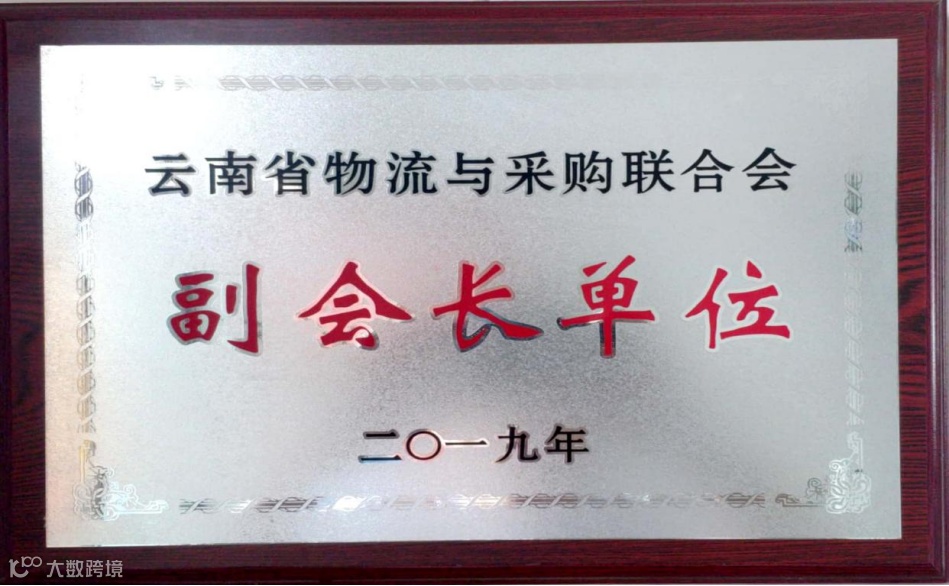 云南省物流与采购联合会
副会长单位
二〇一九年
大数跨境